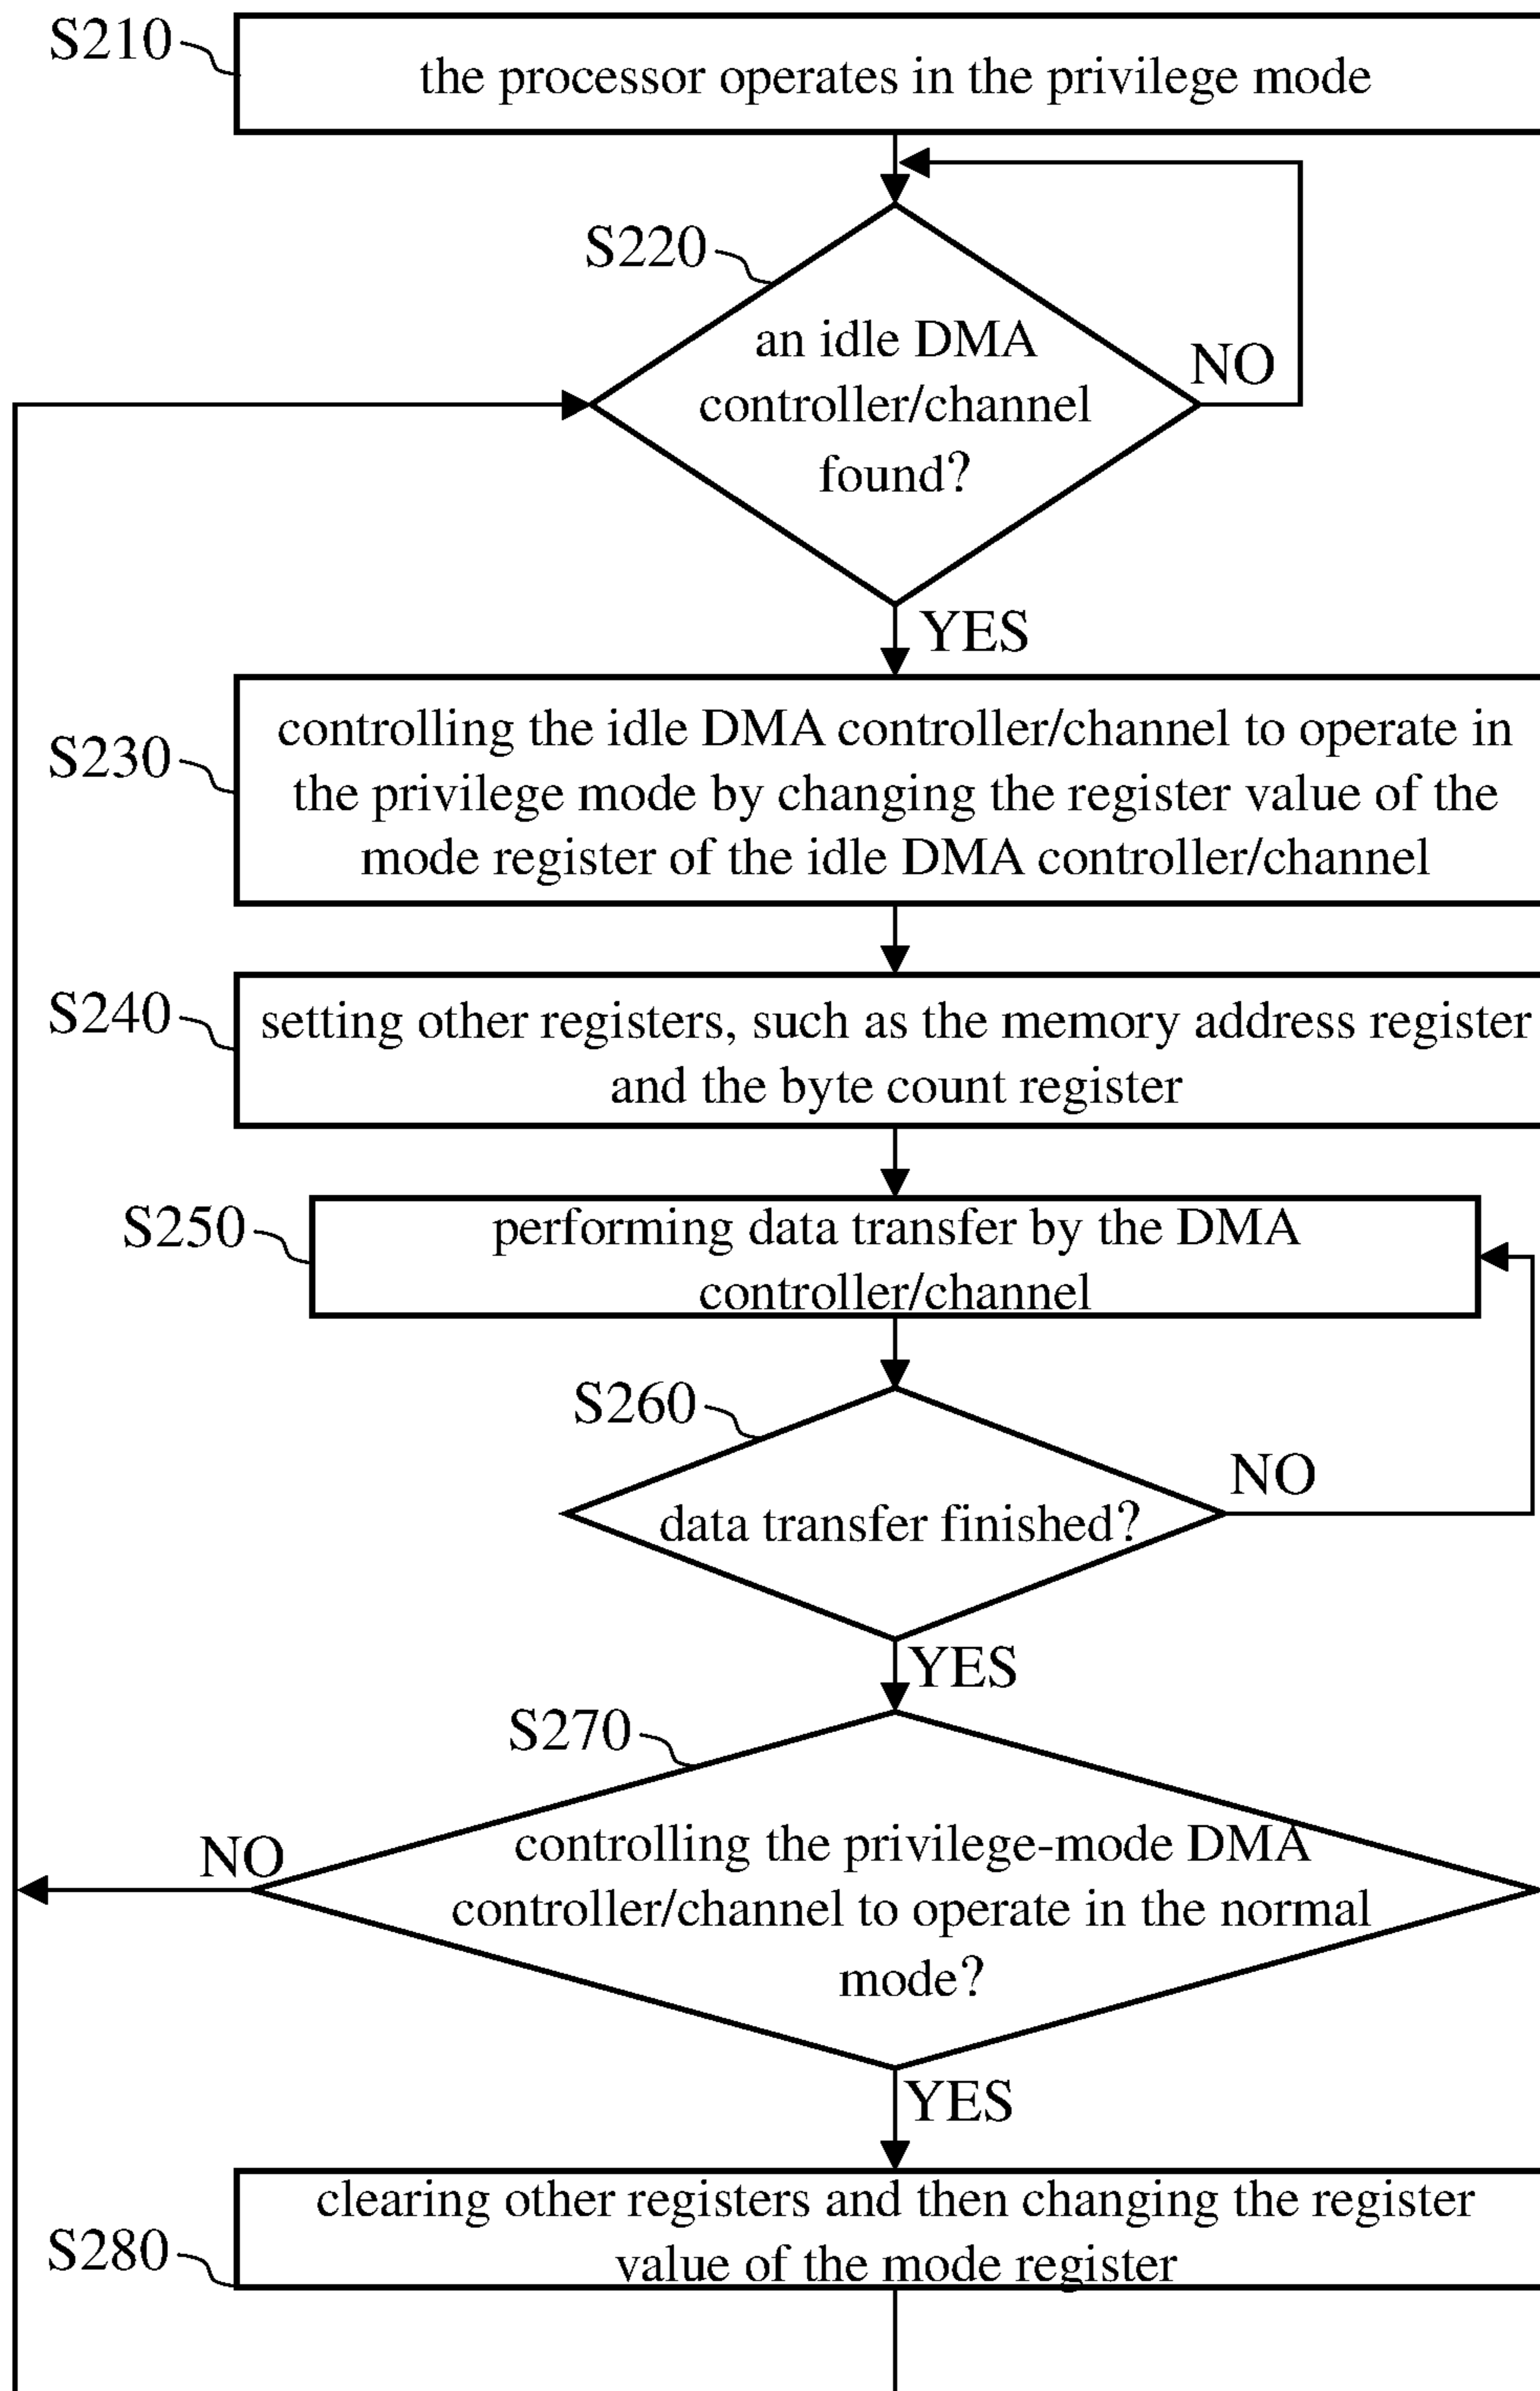 S210
the processor operates in the privilege mode
S220
an idle DMA
controller/channel
found?
NO
YES
S230
controlling the idle DMA controller/channel to operate in
the privilege mode by changing the register value of the
mode register of the idle DMA controller/channel
S240
setting other registers, such as the memory address register
and the byte count register
S250
performing data transfer by the DMA
controller/channel
S260
data transfer finished?
NO
YES
S270
controlling the privilege-mode DMA
controller/channel to operate in the normal
mode?
NO
YES
S280
clearing other registers and then changing the register
value of the mode register